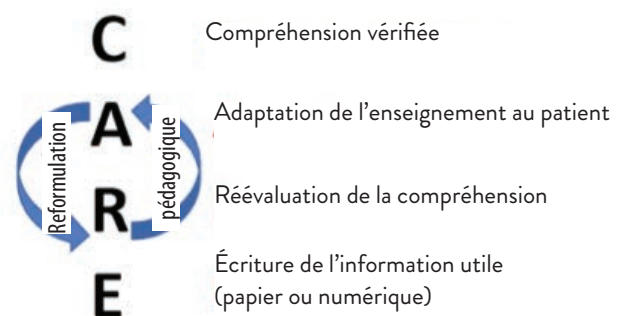 C Compréhension vérifiée
A Adaptation de l’enseignement au patient
Reformulation
pédagogique
R Réévaluation de la compréhension
E Écriture de l’information utile
(papier ou numérique)